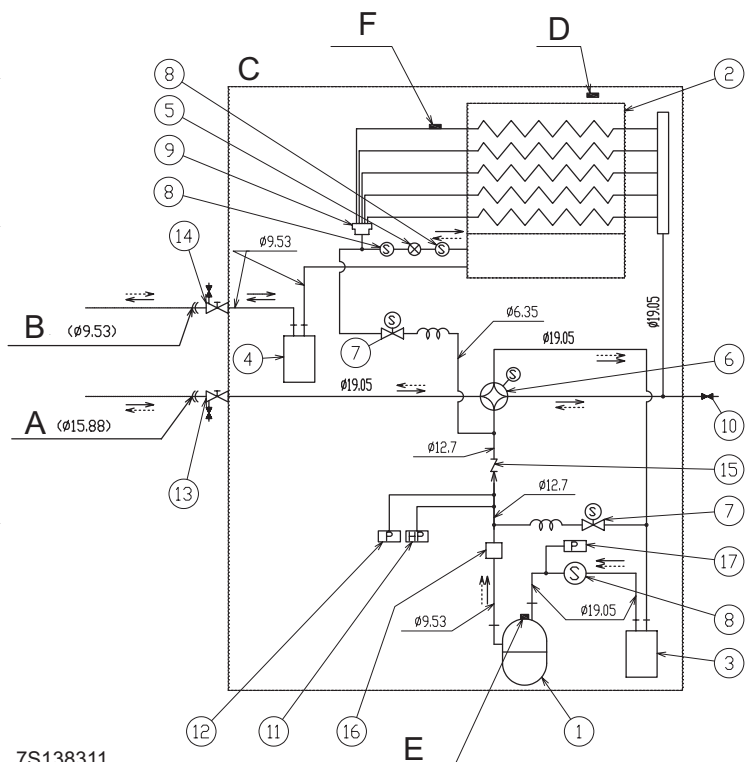 F
D
C
8
2
5
9
8
14
ø9.53
B (ø9.53)
4
7
S
S
S
ø6.35
ø19.05
ø19.05
6
S
A (ø15.88)
ø19.05
10
13
ø12.7
15
ø12.7
7
S
P
HP
P
17
S
8
ø9.53
ø19.05
3
12
11
16
1
7S138311
E